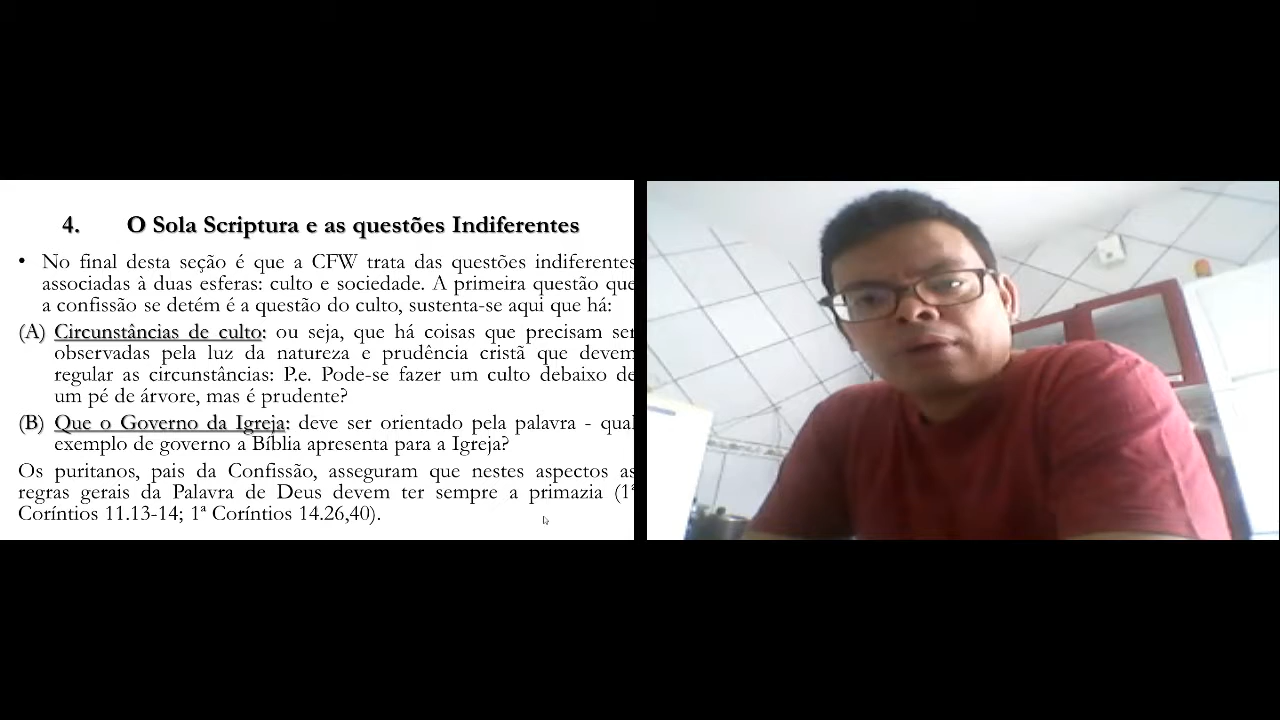 4. O Sola Scriptura e as questões Indiferentes
• No final desta seção é que a CFW trata das questões indiferentes
associadas à duas esferas: culto e sociedade. A primeira questão que
a confissão se detém é a questão do culto, sustenta-se aqui que há:
(A) Circunstâncias de culto: ou seja, que há coisas que precisam ser
observadas pela luz da natureza e prudência cristã que devem
regular as circunstâncias: P.e. Pode-se fazer um culto debaixo de
um pé de árvore, mas é prudente?
(B) Que o Governo da Igreja: deve ser orientado pela palavra - qual
exemplo de governo a Bíblia apresenta para a Igreja?
Os puritanos, pais da Confissão, asseguram que nestes aspectos as
regras gerais da Palavra de Deus devem ter sempre a primazia (1ª
Coríntios 11.13-14; 1ª Coríntios 14.26,40).